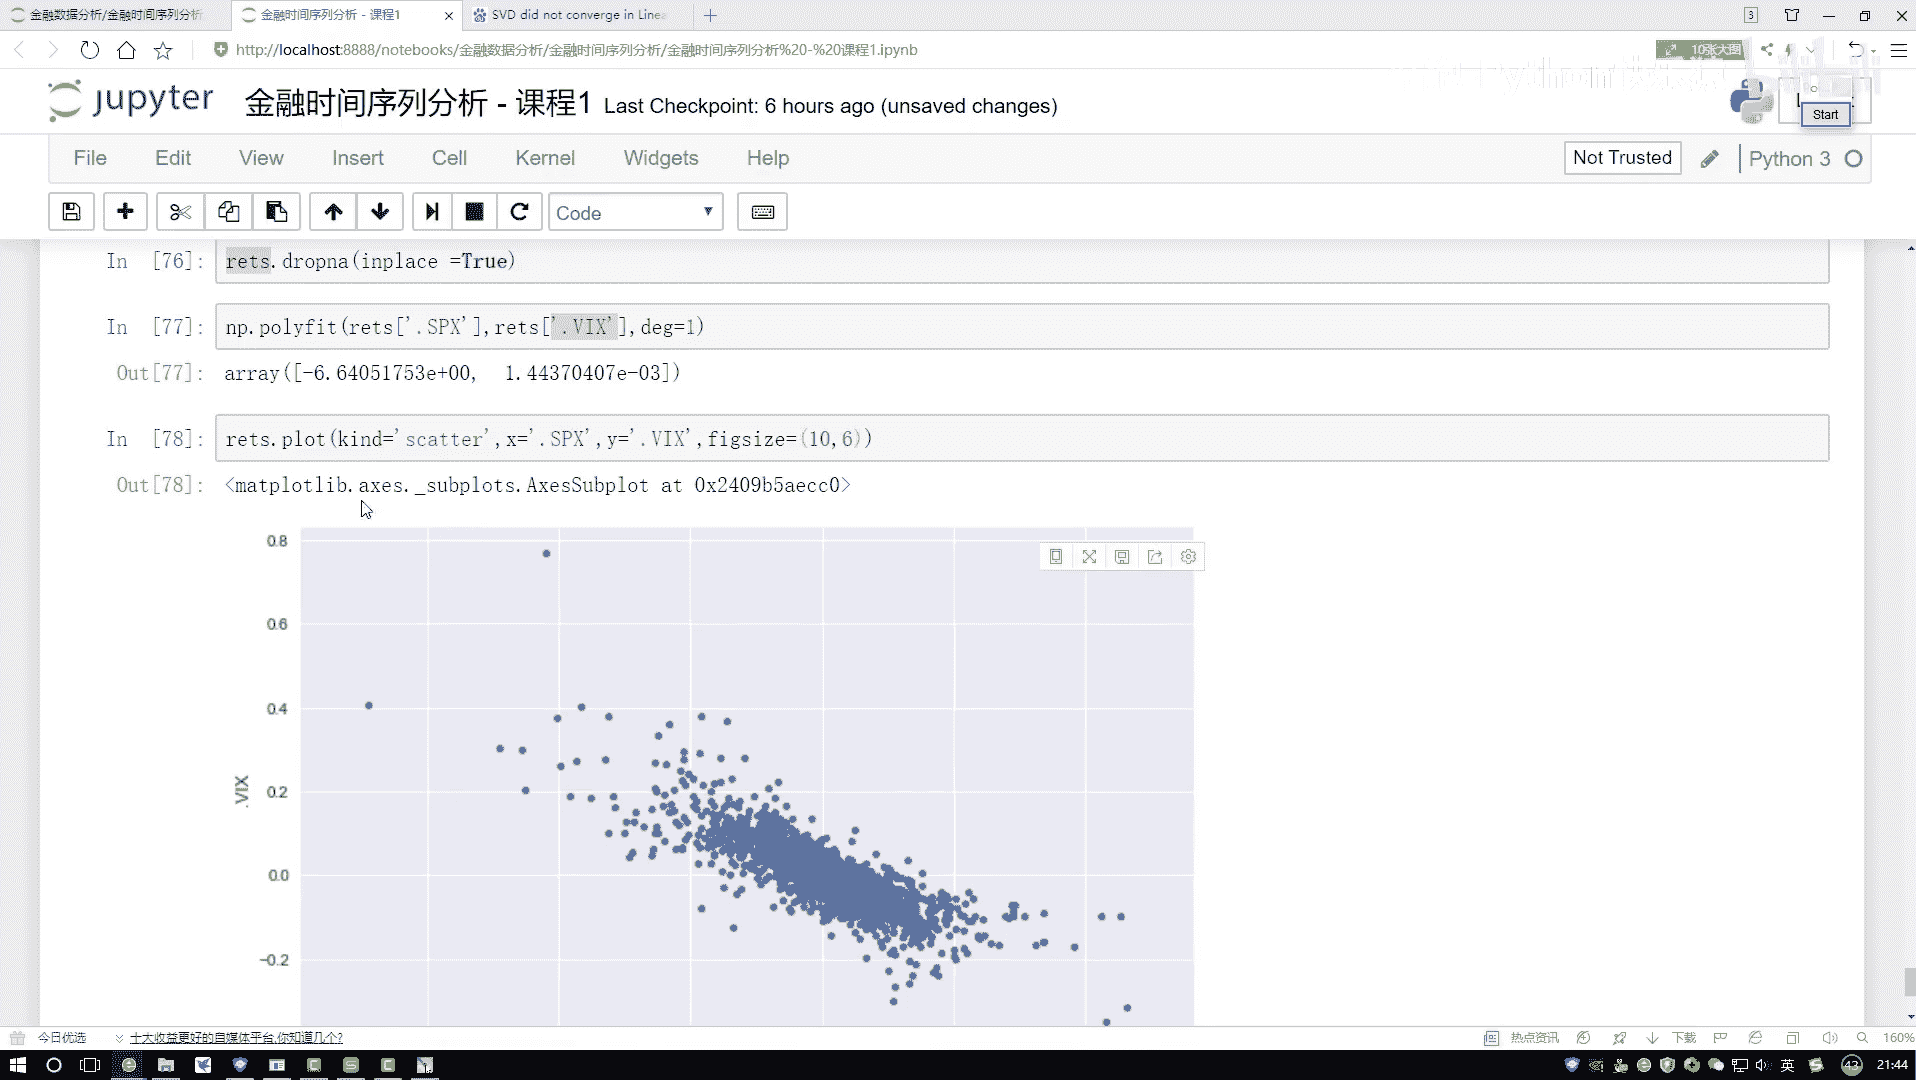 金融数据分析/金融时间序列分析
金融时间序列分析 - 课程1
SVD did not converge in Linea
3
http://localhost:8888/notebooks/金融数据分析/金融时间序列分析/金融时间序列分析%20-%20课程1.ipynb
10张大图
jupyter
金融时间序列分析 - 课程1
Last Checkpoint: 6 hours ago (unsaved changes)
Start
File Edit View Insert Cell Kernel Widgets Help
Not Trusted
Python 3
Code
In [76]: rets.dropna(inplace =True)
In [77]: np.polyfit(rets['.SPX'],rets['.VIX'],deg=1)
Out[77]: array([-6.64051753e+00, 1.44370407e-03])
In [78]: rets.plot(kind='scatter',x='.SPX',y='.VIX',figsize=(10,6))
Out[78]: <matplotlib.axes._subplots.AxesSubplot at 0x2409b5aecc0>
0.8
0.6
0.4
.VIX
0.2
0.0
-0.2
今日优选
十大收益更好的自媒体平台,你知道几个?
热点资讯
下载
160%
英
43
21:44